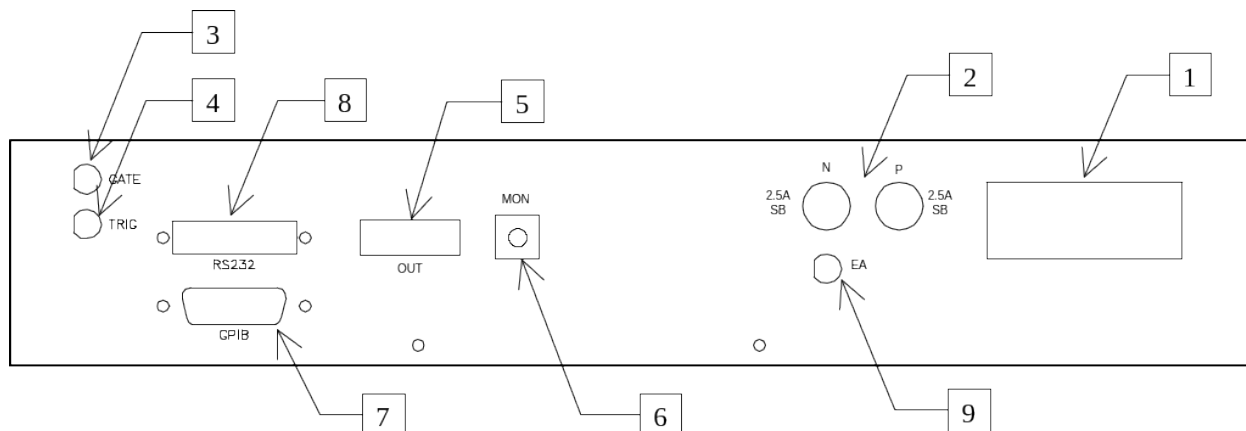 3
4
8
5
2
1
GATE
TRIG
RS232
GPIB
OUT
MON
N
P
2.5A
SB
2.5A
SB
EA
7
6
9